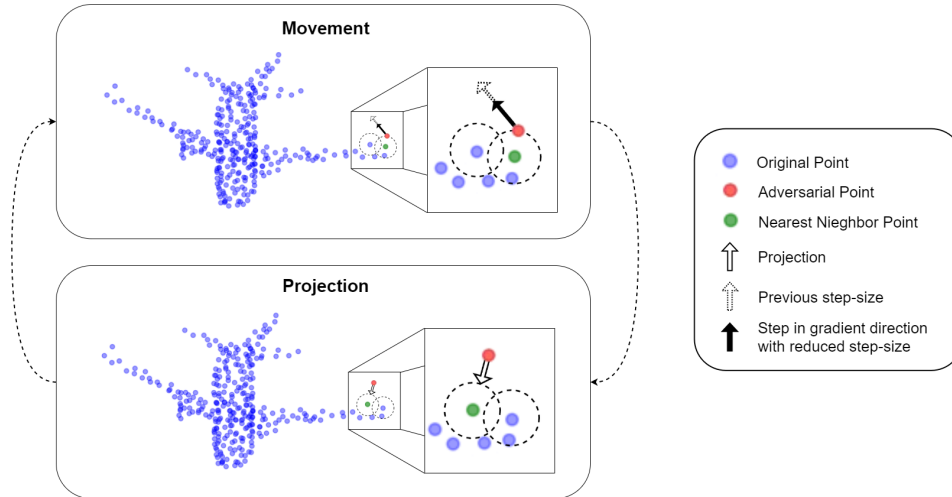 Movement
Projection
Original Point
Adversarial Point
Nearest Nieghbor Point
Projection
Previous step-size
Step in gradient direction
with reduced step-size